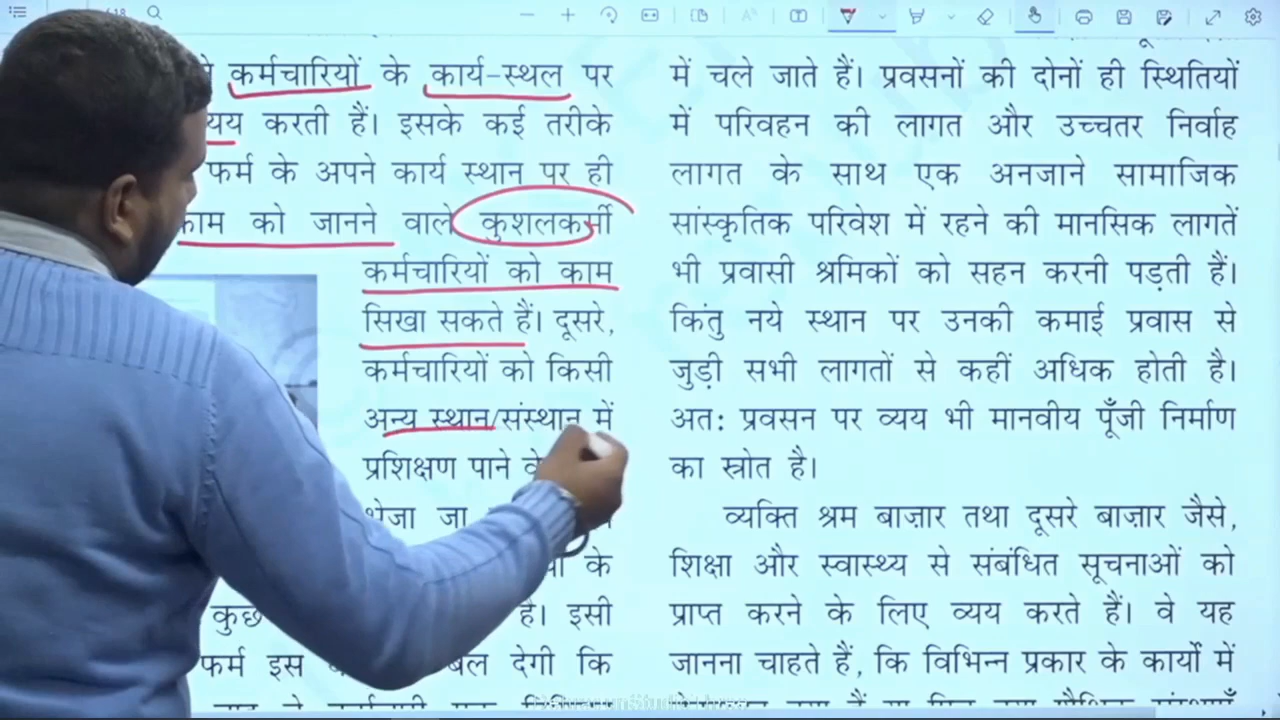 कर्मचारियों के कार्य-स्थल पर
करती हैं। इसके कई तरीके
फर्म के अपने कार्य स्थान पर ही
काम को जानने वाले कुशलकर्मी
कर्मचारियों को काम
सिखा सकते हैं। दूसरे,
कर्मचारियों को किसी
अन्य स्थान/संस्थान में
प्रशिक्षण पाने
भेजा जा
के
कुछ है। इसी
फर्म इस देगी कि
में चले जाते हैं। प्रवसनों की दोनों ही स्थितियों
में परिवहन की लागत और उच्चतर निर्वाह
लागत के साथ एक अनजाने सामाजिक
सांस्कृतिक परिवेश में रहने की मानसिक लागतें
भी प्रवासी श्रमिकों को सहन करनी पड़ती हैं।
किंतु नये स्थान पर उनकी कमाई प्रवास से
जुड़ी सभी लागतों से कहीं अधिक होती है।
अतः प्रवसन पर व्यय भी मानवीय पूँजी निर्माण
का स्रोत है।
व्यक्ति श्रम बाज़ार तथा दूसरे बाज़ार जैसे,
शिक्षा और स्वास्थ्य से संबंधित सूचनाओं को
प्राप्त करने के लिए व्यय करते हैं। वे यह
जानना चाहते हैं, कि विभिन्न प्रकार के कार्यों में